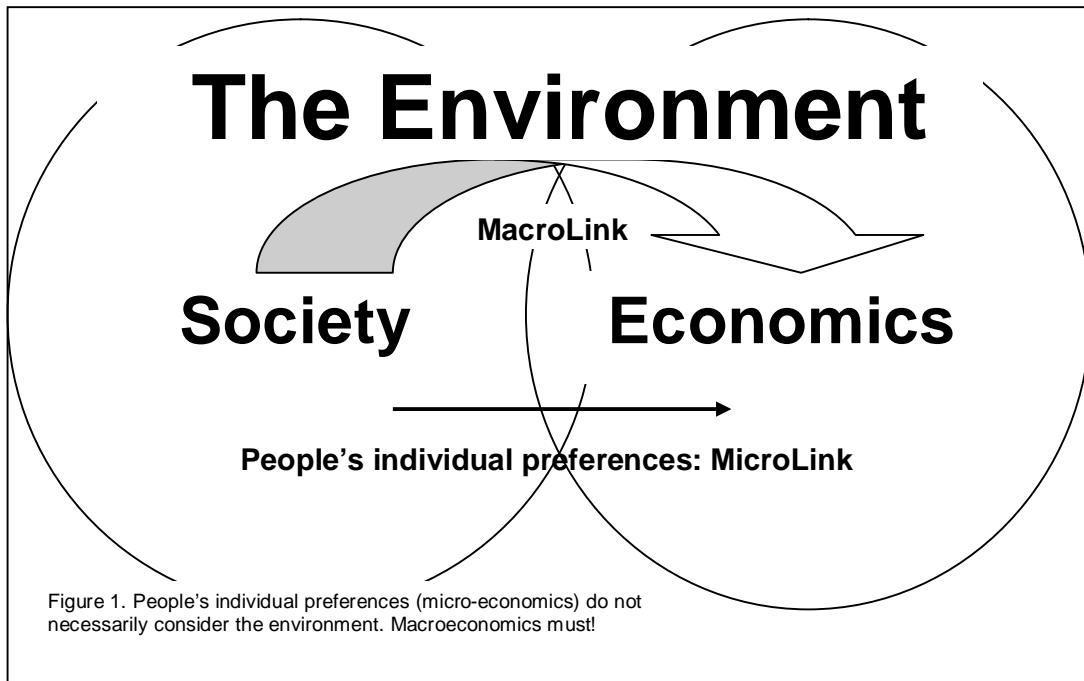 The Environment
MacroLink
Society
Economics
People’s individual preferences: MicroLink
Figure 1. People’s individual preferences (micro-economics) do not
necessarily consider the environment. Macroeconomics must!